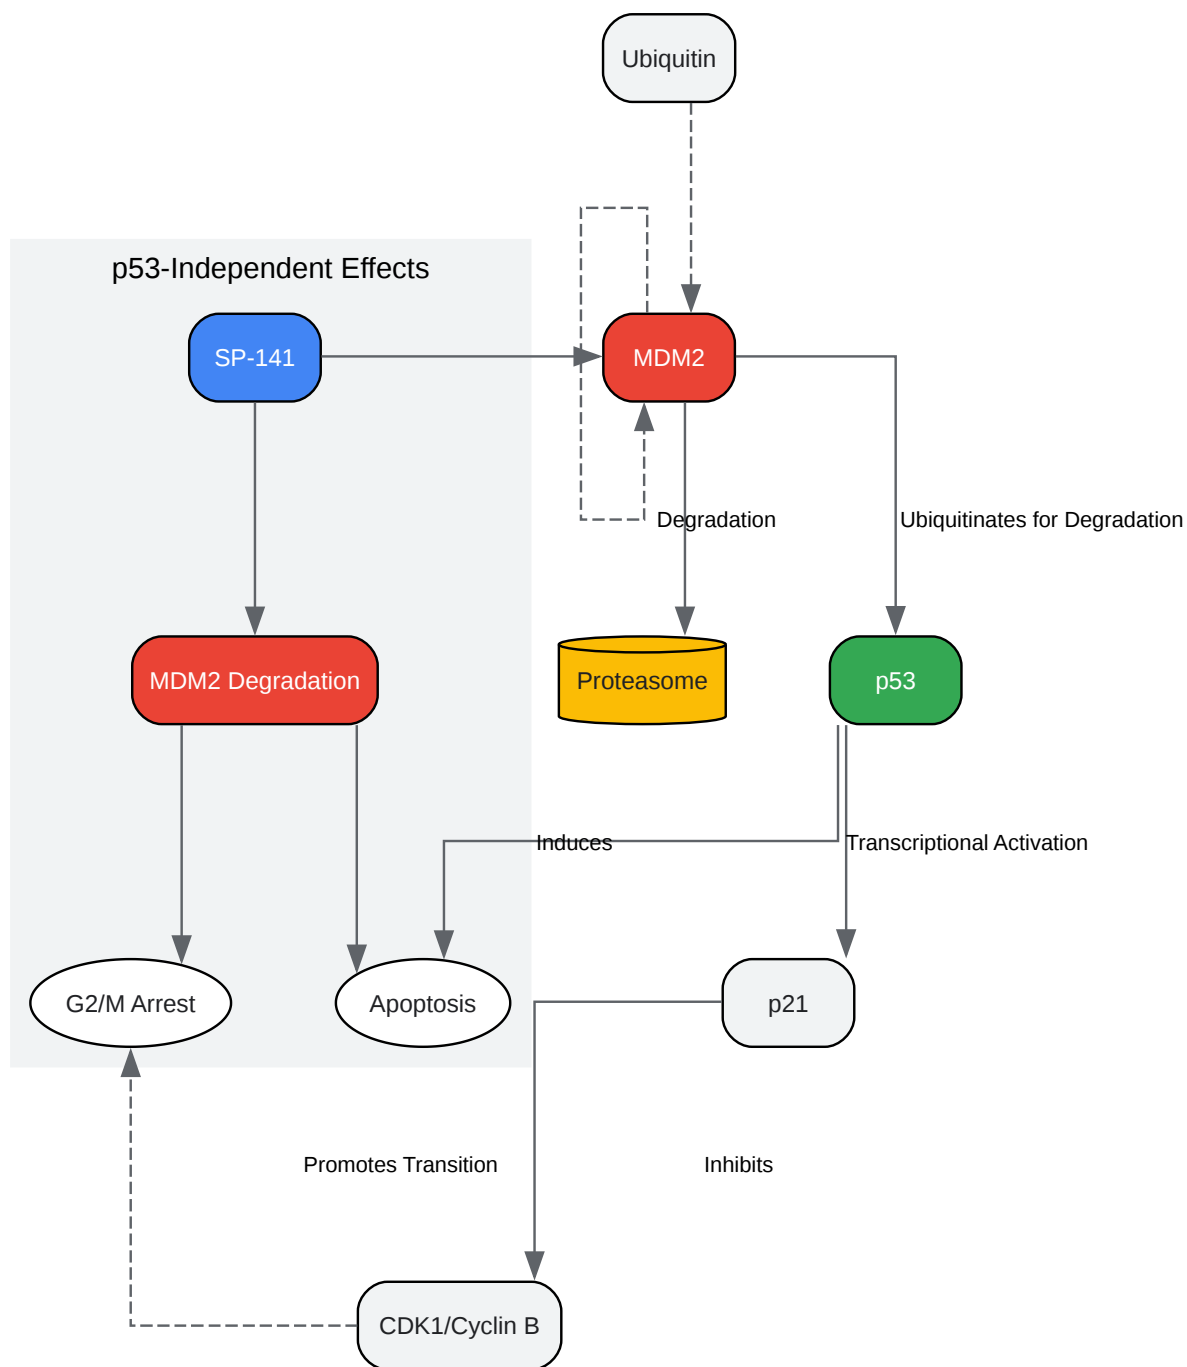 Ubiquitin
p53-Independent Effects
SP-141
MDM2
Degradation
Ubiquitinates for Degradation
MDM2 Degradation
Proteasome
p53
Induces
Transcriptional Activation
G2/M Arrest
Apoptosis
p21
Promotes Transition
Inhibits
CDK1/Cyclin B